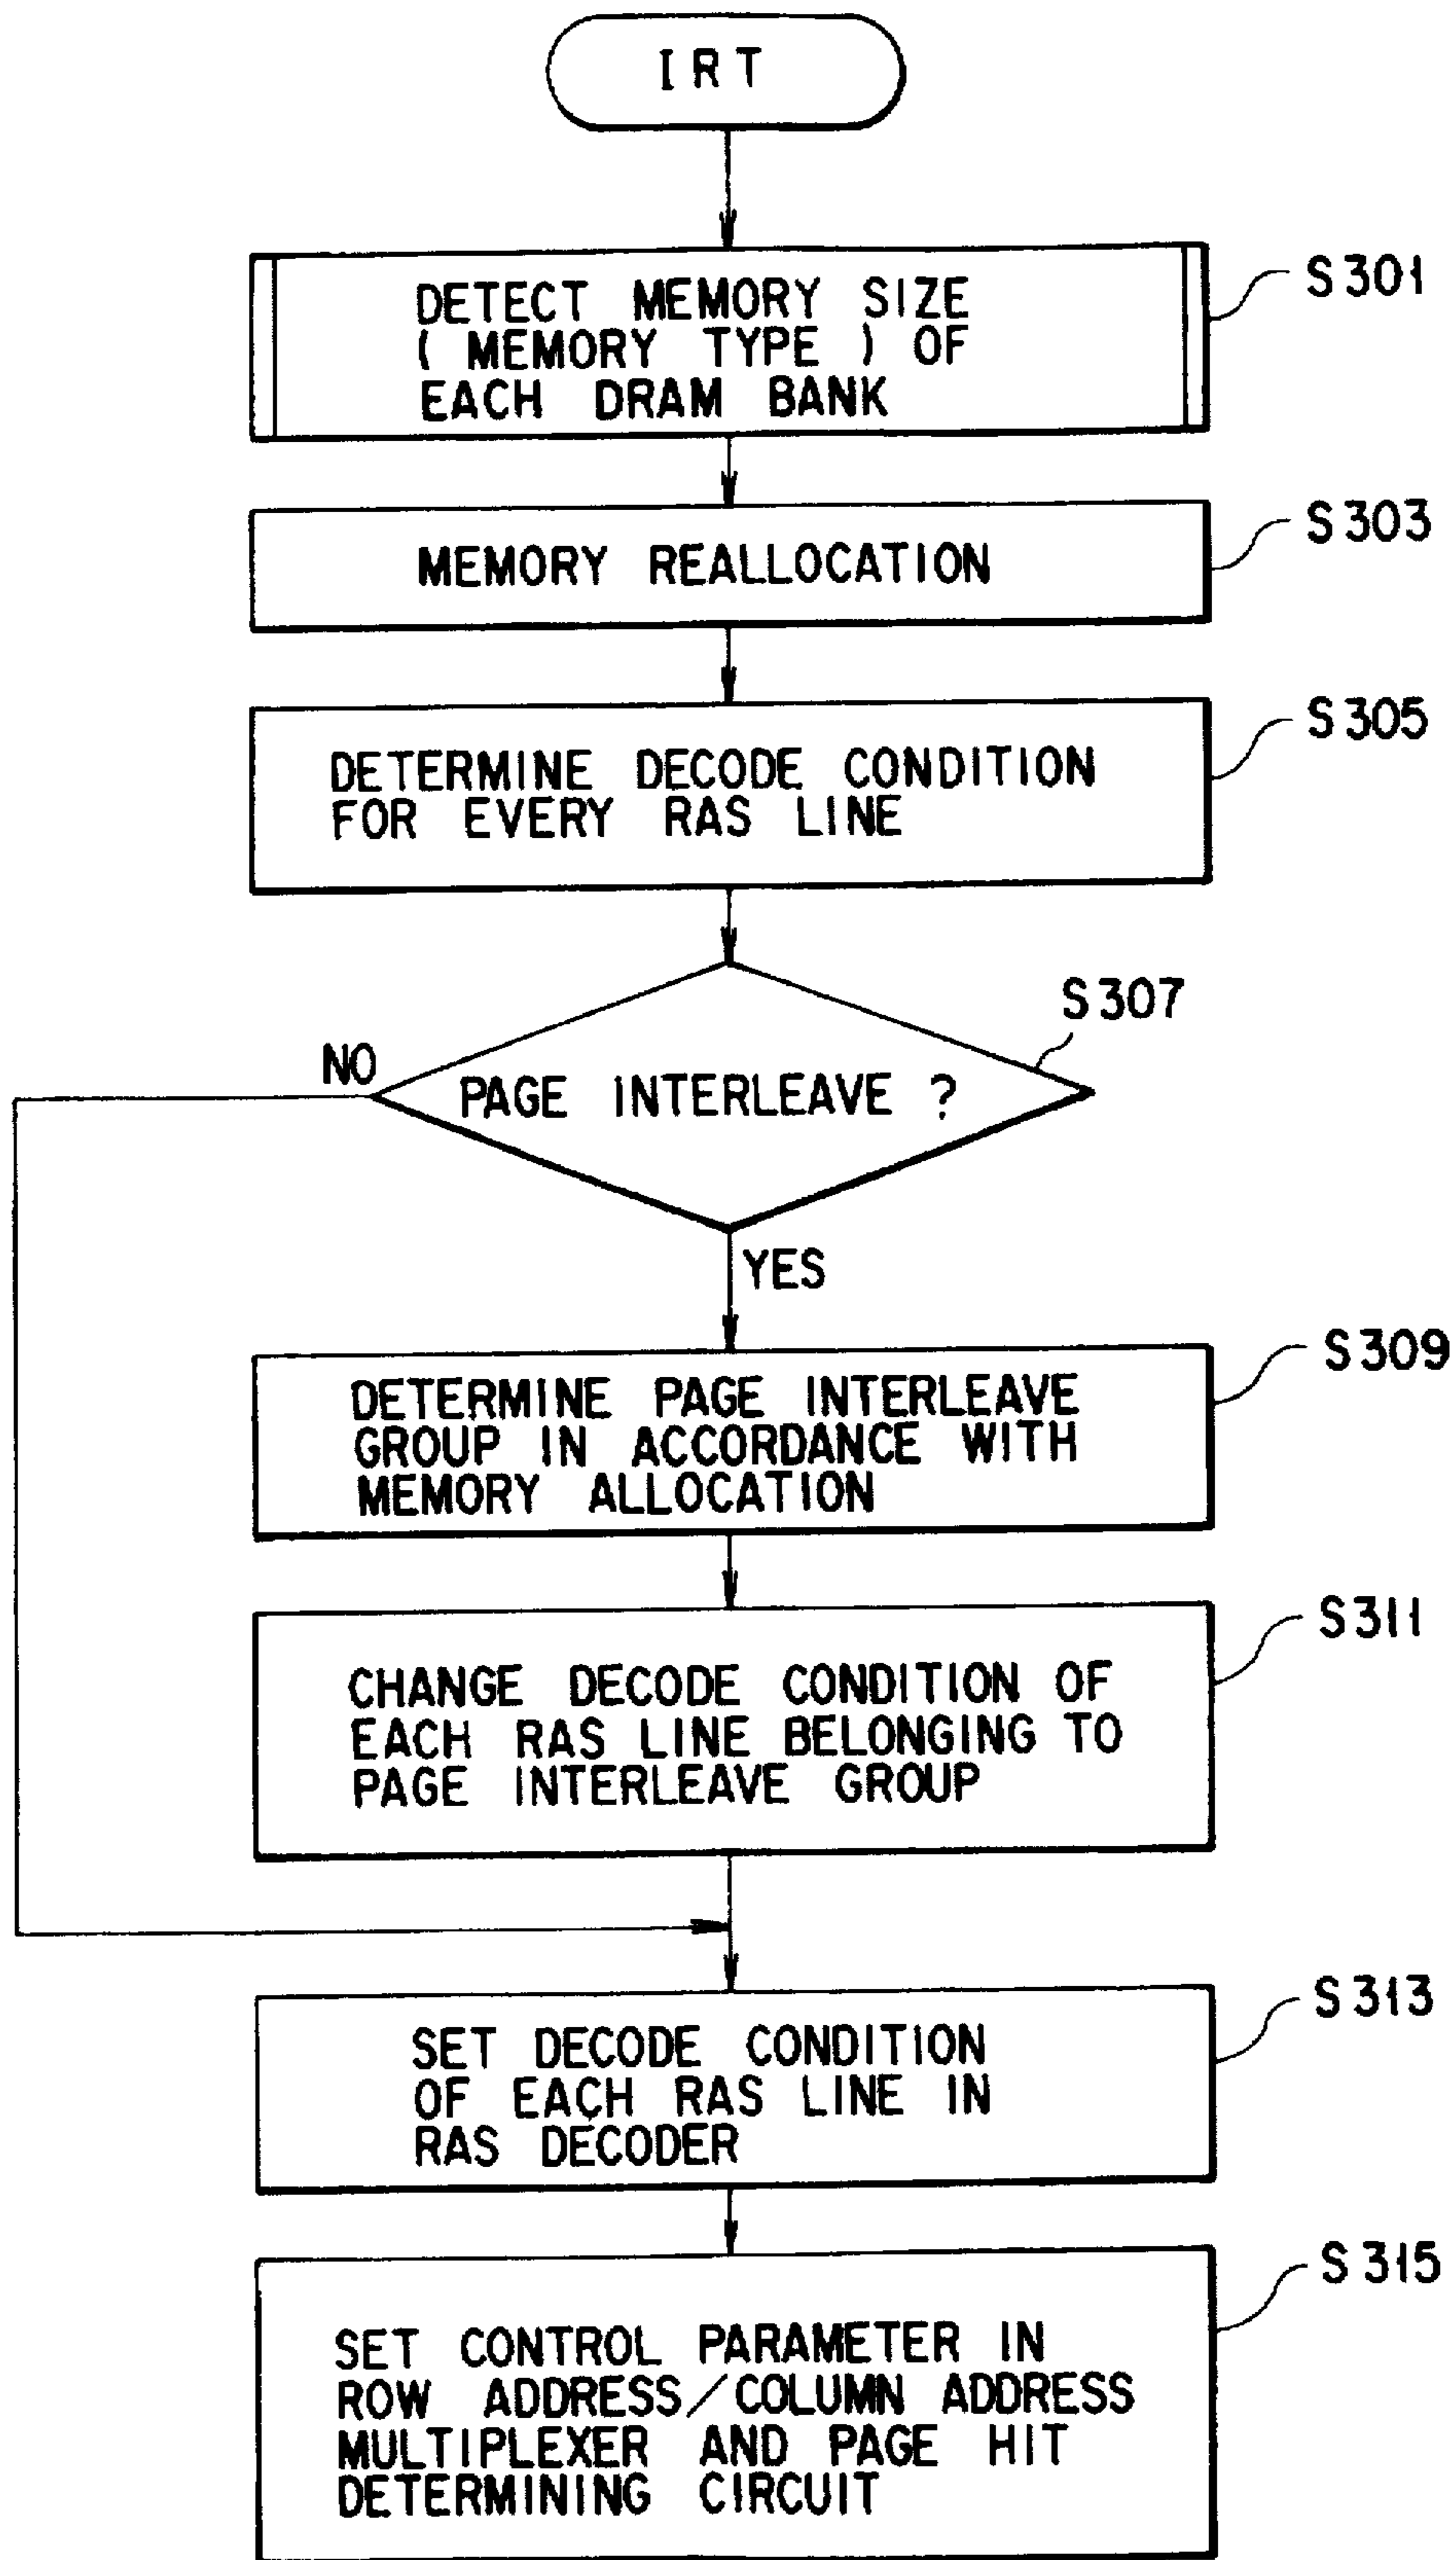 IRT
DETECT MEMORY SIZE
( MEMORY TYPE ) OF
EACH DRAM BANK
S301
MEMORY REALLOCATION
S303
DETERMINE DECODE CONDITION
FOR EVERY RAS LINE
S305
PAGE INTERLEAVE ?
S307
NO
YES
DETERMINE PAGE INTERLEAVE
GROUP IN ACCORDANCE WITH
MEMORY ALLOCATION
S309
CHANGE DECODE CONDITION OF
EACH RAS LINE BELONGING TO
PAGE INTERLEAVE GROUP
S311
SET DECODE CONDITION
OF EACH RAS LINE IN
RAS DECODER
S313
SET CONTROL PARAMETER IN
ROW ADDRESS/COLUMN ADDRESS
MULTIPLEXER AND PAGE HIT
DETERMINING CIRCUIT
S315